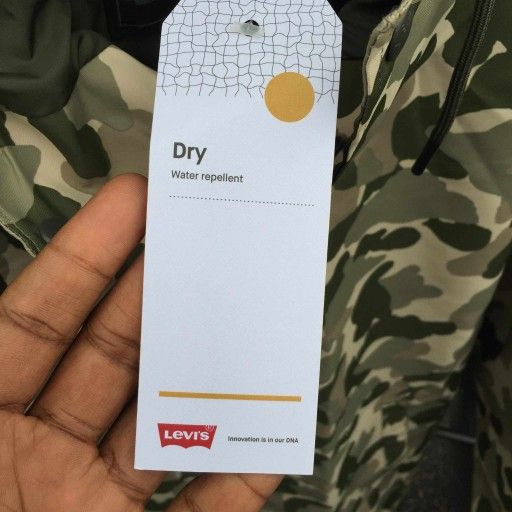 Dry
Water repellent
LEVI'S®
Innovation is in our DNA